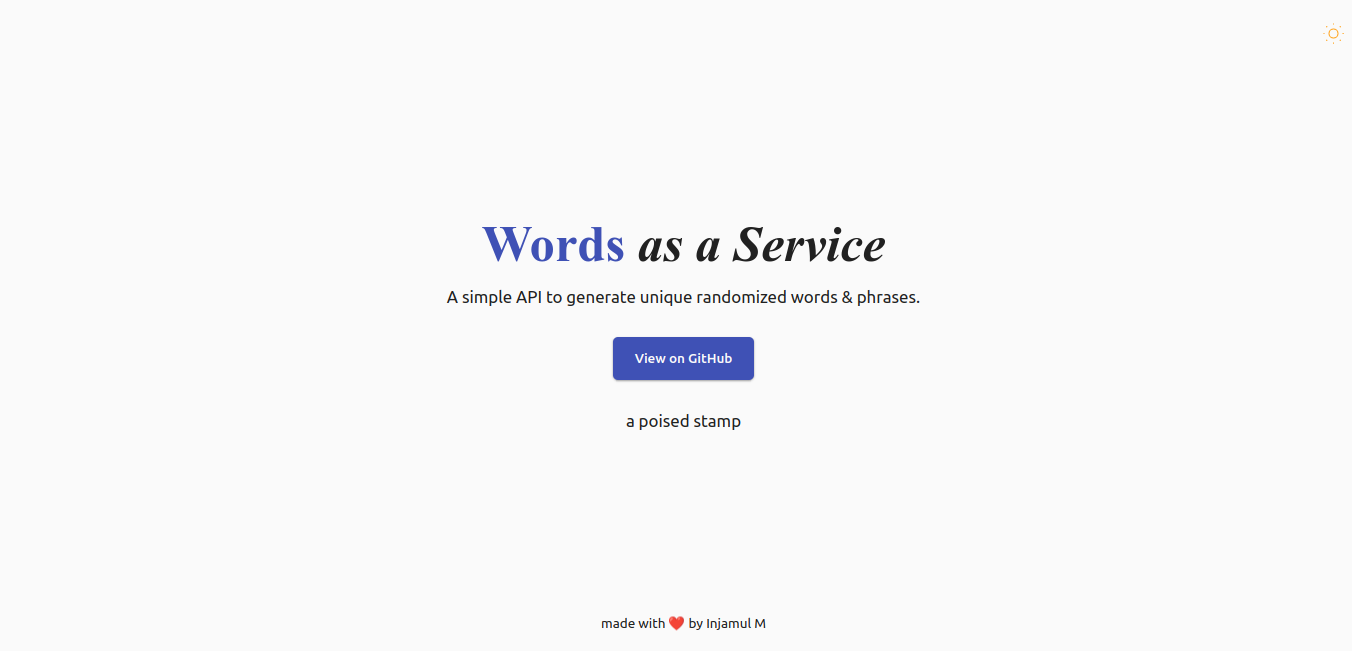 Words as a Service
A simple API to generate unique randomized words & phrases.
View on GitHub
a poised stamp
made with ❤️ by Injamul M